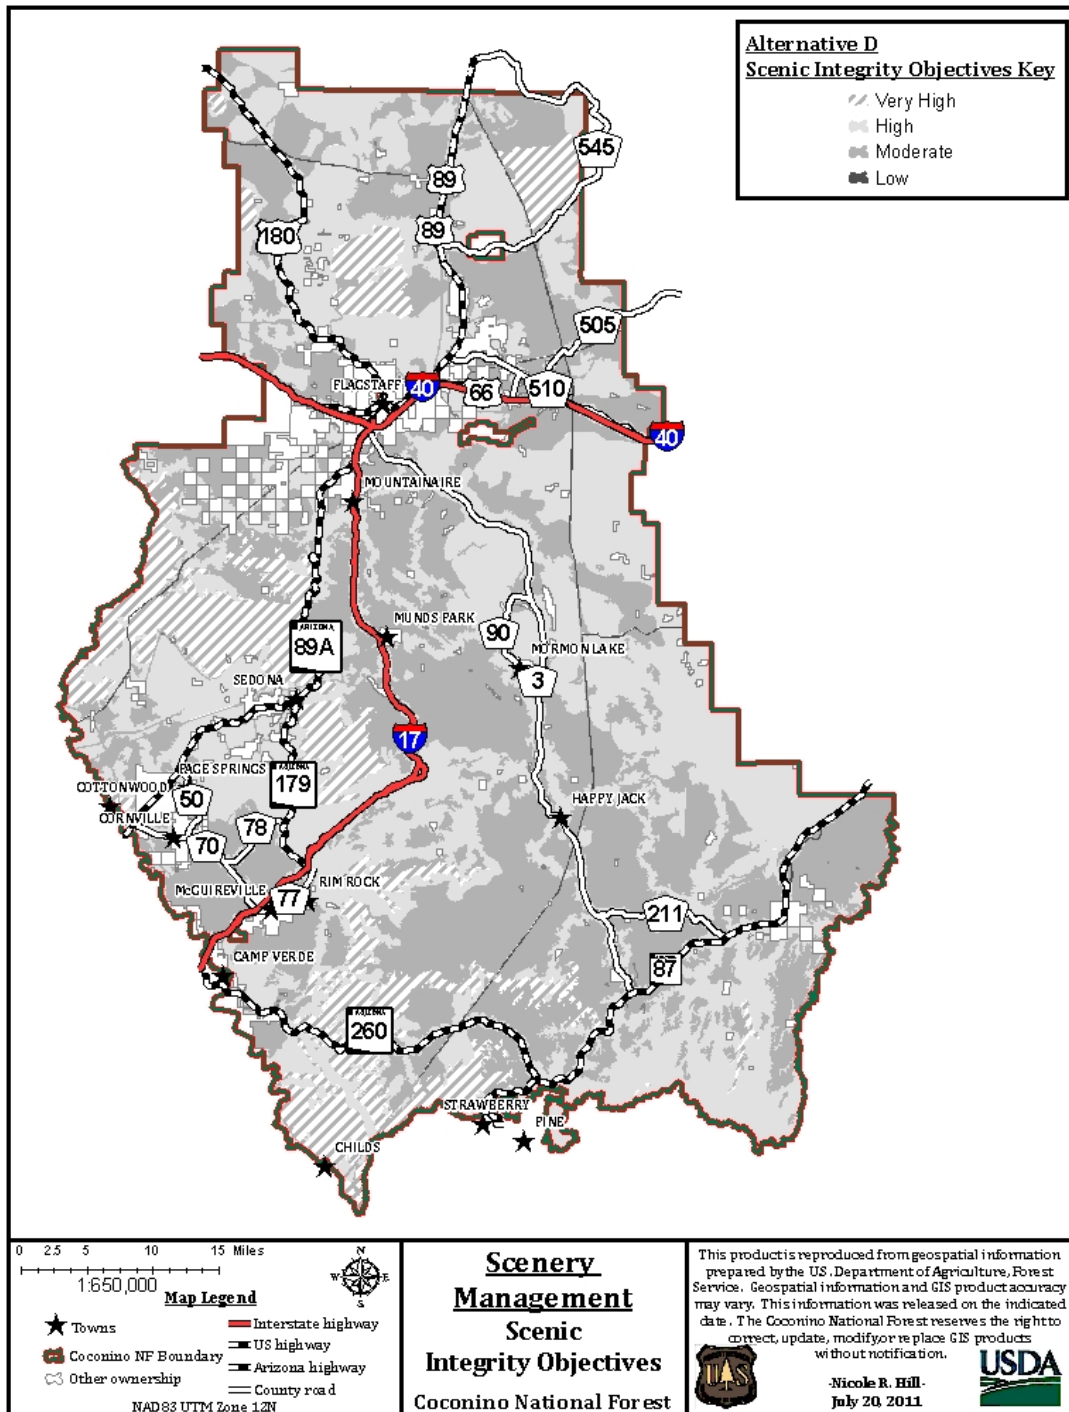 Alternative D
Scenic Integrity Objectives Key
Very High
High
Moderate
Low
545
89
180
89
505
FLAGSTAFF
40
66
510
40
MOUNTAINAIRE
MUNDS PARK
90
ARIZONA
89A
MORMON LAKE
3
SEDONA
17
PAGE SPRINGS
ARIZONA
179
COTTONWOOD
50
HAPPY JACK
CORNVILLE
78
70
RIMROCK
McGUIREVILLE
77
211
CAMP VERDE
87
ARIZONA
260
STRAWBERRY
PINE
CHILDS
0 2.5 5 10 15 Miles
1:650,000
N
W E
S
Map Legend
Towns
Coconino NF Boundary
Other ownership
Interstate highway
US highway
Arizona highway
County road
NAD83 UTM Zone 12N
Scenery
Management
Scenic
Integrity Objectives
Coconino National Forest
This product is reproduced from geospatial information
prepared by the U.S. Department of Agriculture, Forest
Service. Geospatial information and GIS product accuracy
may vary. This information was released on the indicated
date. The Coconino National Forest reserves the right to
correct, update, modify,or replace GIS products
without notification.
-Nicole R. Hill-
July 20, 2011
U S
USDA